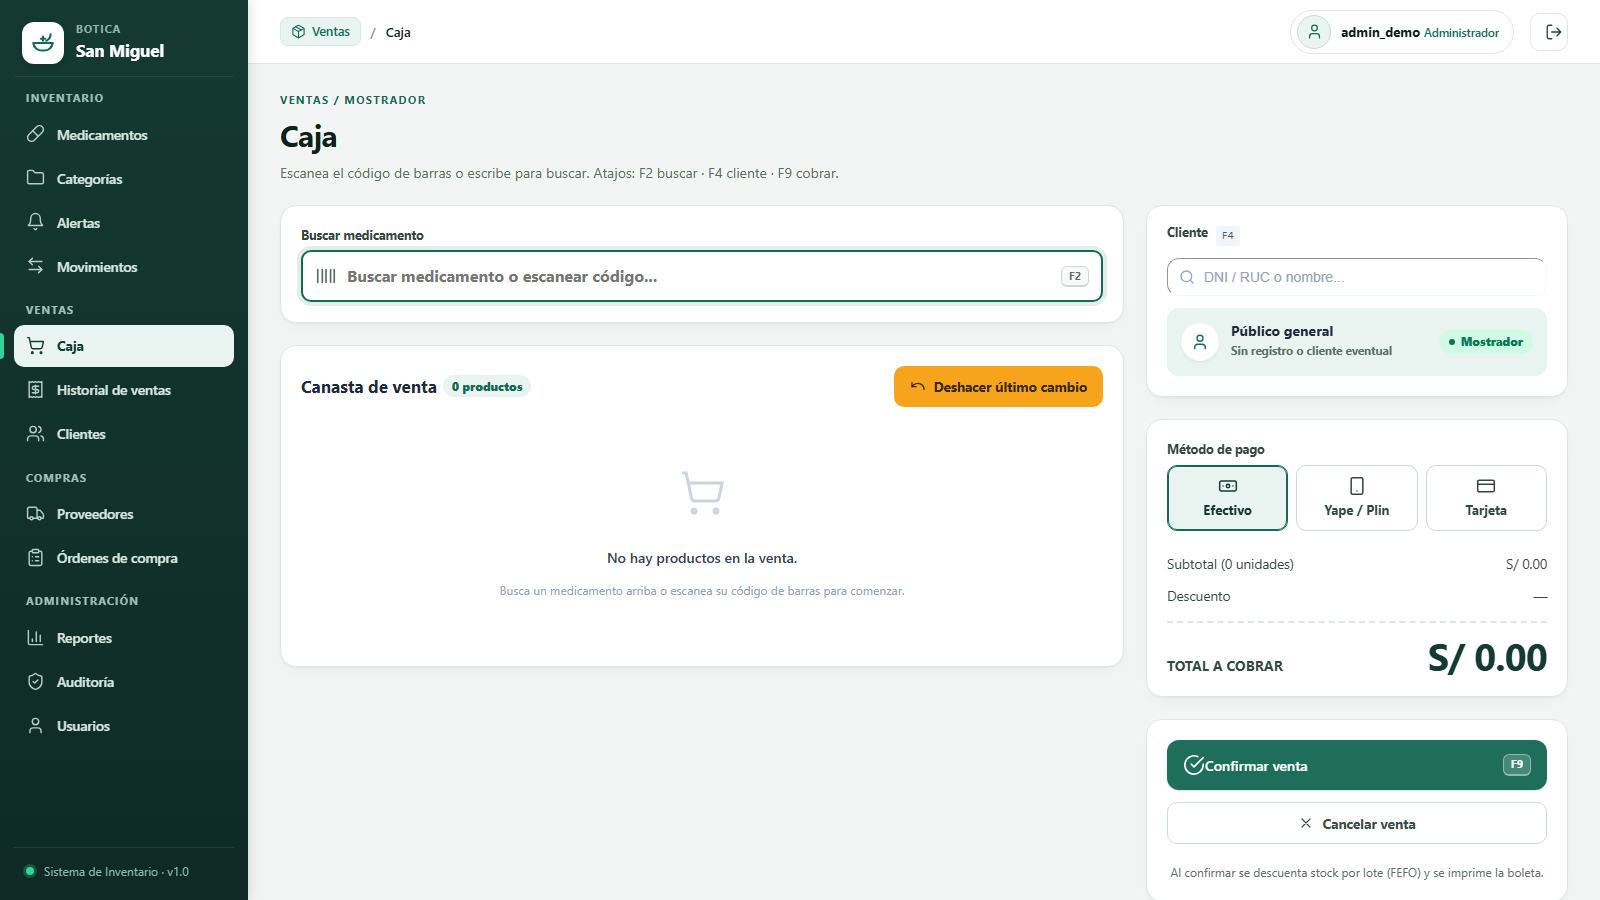 BOTICA
San Miguel
INVENTARIO
Medicamentos
Categorías
Alertas
Movimientos
VENTAS
Caja
Historial de ventas
Clientes
COMPRAS
Proveedores
Órdenes de compra
ADMINISTRACIÓN
Reportes
Auditoría
Usuarios
Sistema de Inventario · v1.0
Ventas / Caja
admin_demo Administrador
VENTAS / MOSTRADOR
Caja
Escanea el código de barras o escribe para buscar. Atajos: F2 buscar · F4 cliente · F9 cobrar.
Buscar medicamento
Buscar medicamento o escanear código... F2
Canasta de venta 0 productos Deshacer último cambio
No hay productos en la venta.
Busca un medicamento arriba o escanea su código de barras para comenzar.
Cliente F4
DNI / RUC o nombre...
Público general
Sin registro o cliente eventual
Mostrador
Método de pago
Efectivo Yape / Plin Tarjeta
Subtotal (0 unidades) S/ 0.00
Descuento —
TOTAL A COBRAR S/ 0.00
Confirmar venta F9
Cancelar venta
Al confirmar se descuenta stock por lote (FEFO) y se imprime la boleta.